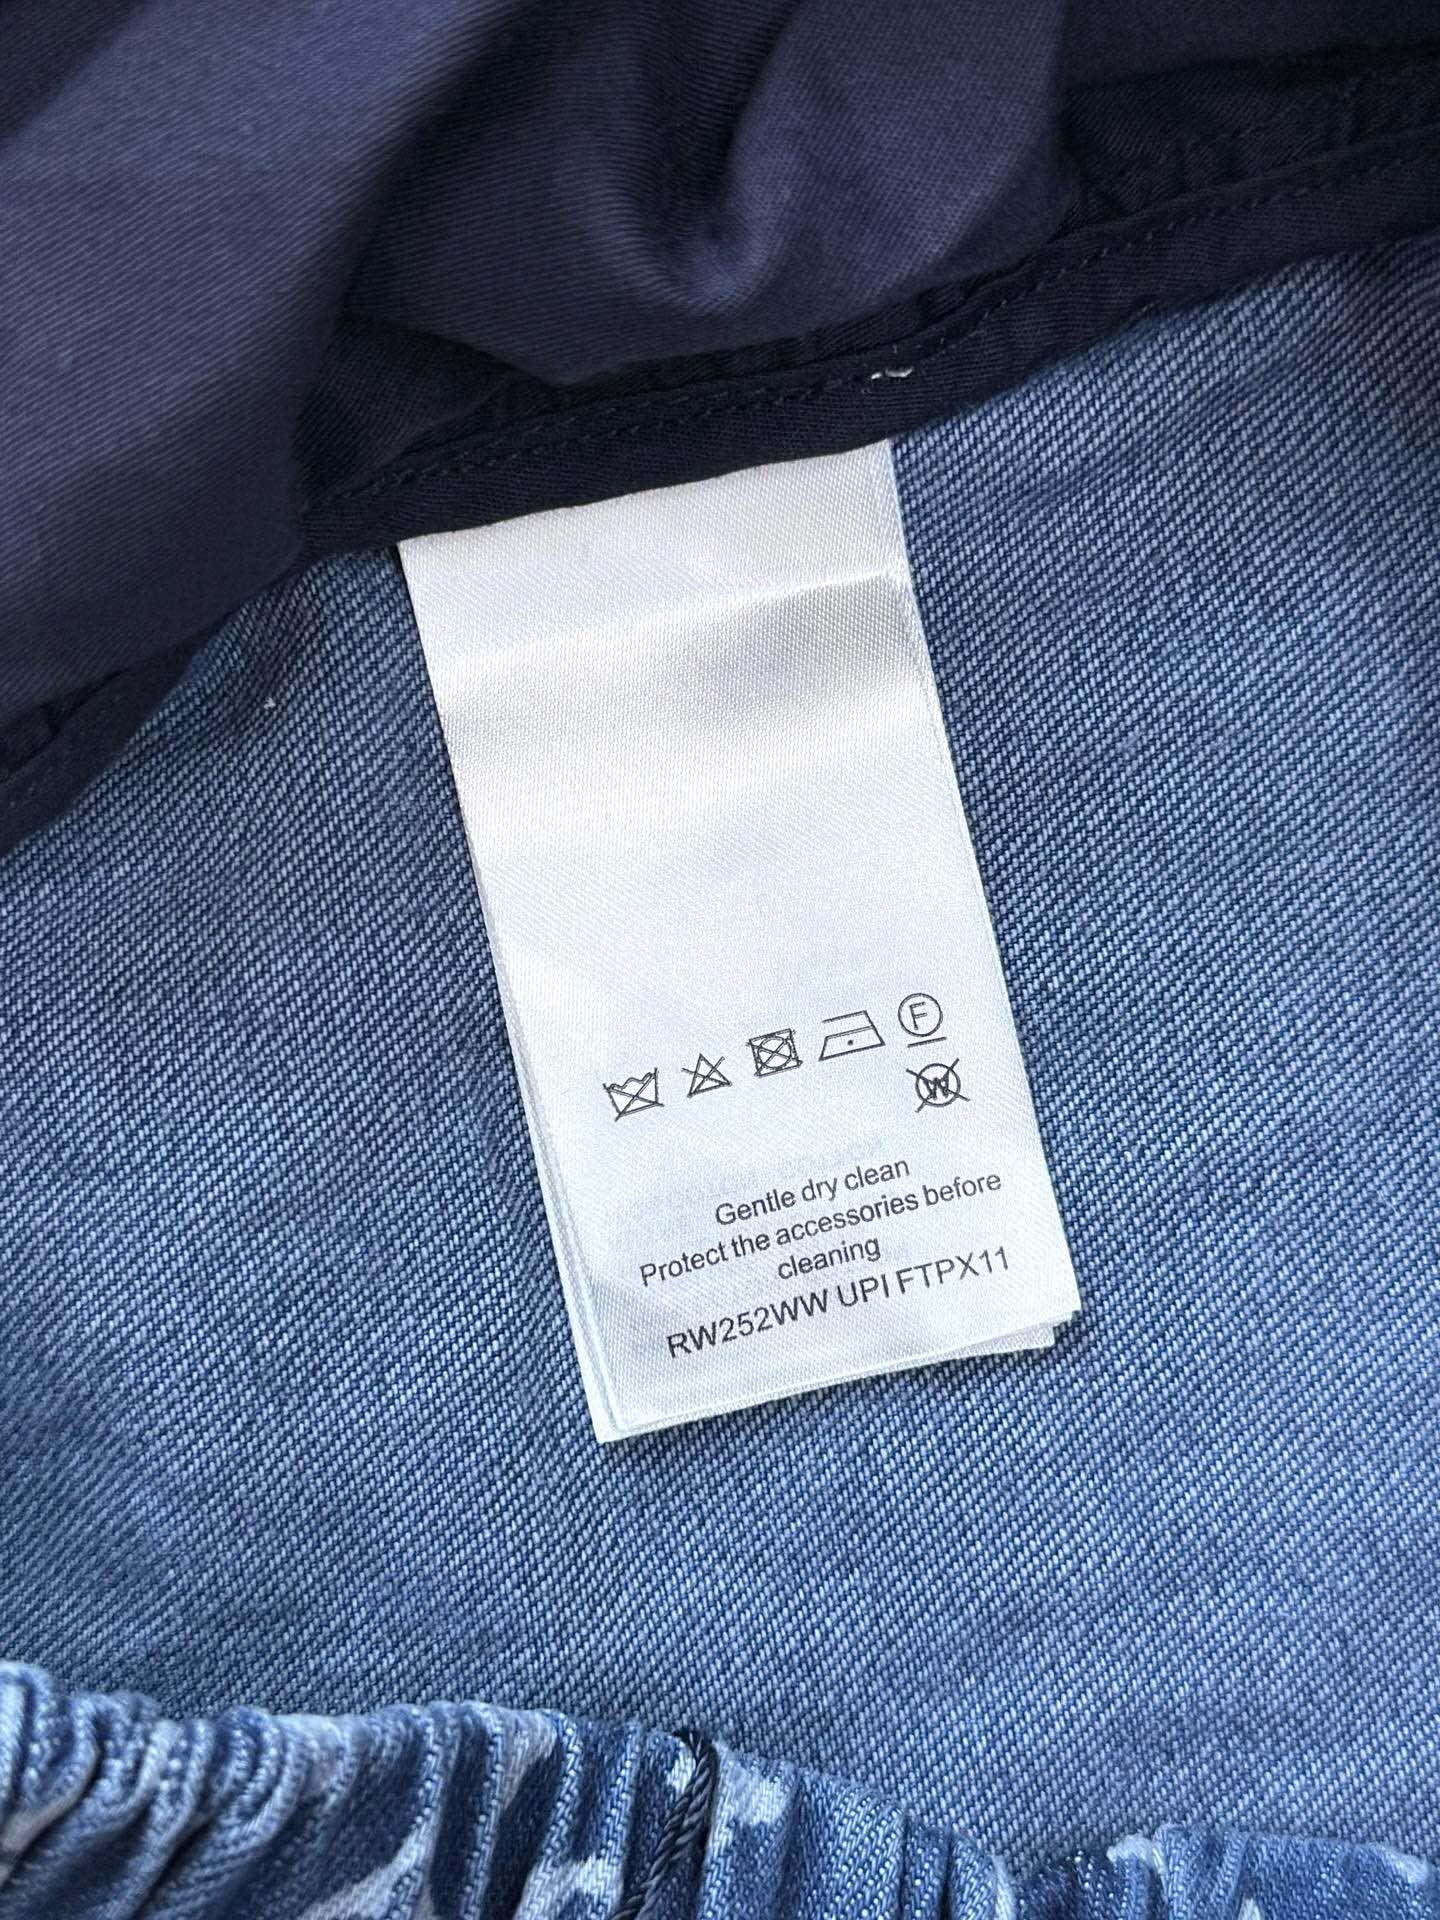 F
W
Gentle dry clean
Protect the accessories before
cleaning
RW252WW UPI FTPX11